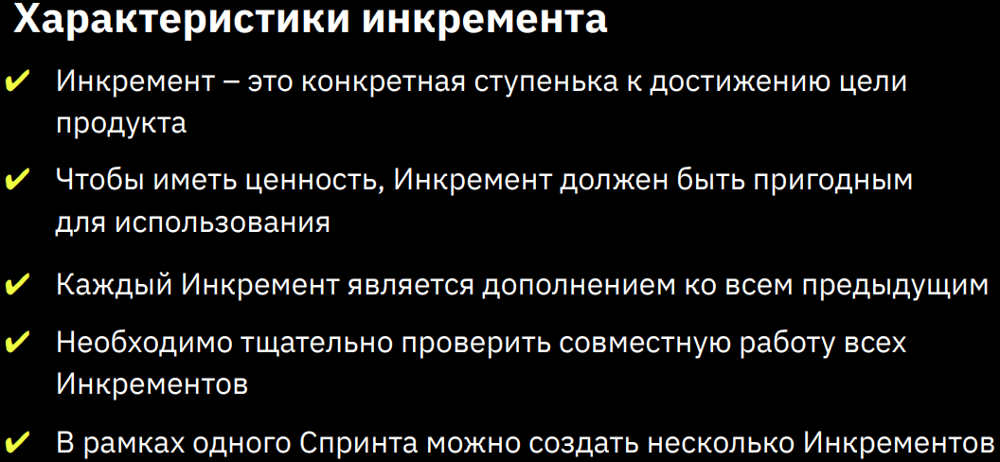 Характеристики инкремента
✔ Инкремент – это конкретная ступенька к достижению цели
продукта
✔ Чтобы иметь ценность, Инкремент должен быть пригодным
для использования
✔ Каждый Инкремент является дополнением ко всем предыдущим
✔ Необходимо тщательно проверить совместную работу всех
Инкрементов
✔ В рамках одного Спринта можно создать несколько Инкрементов